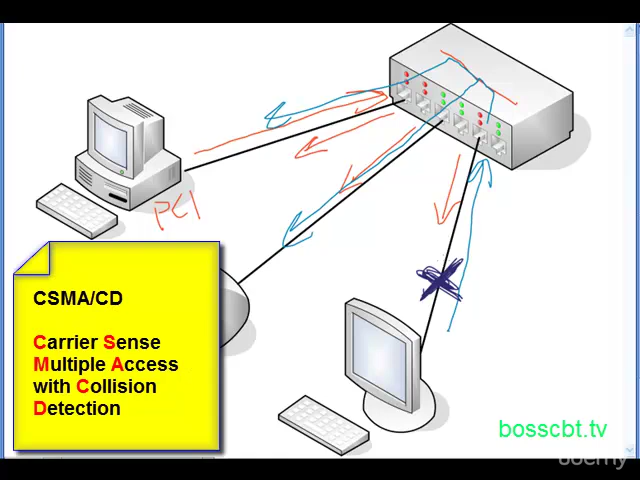 PC1
CSMA/CD
Carrier Sense
Multiple Access
with Collision
Detection
bosscbt.tv
udemy